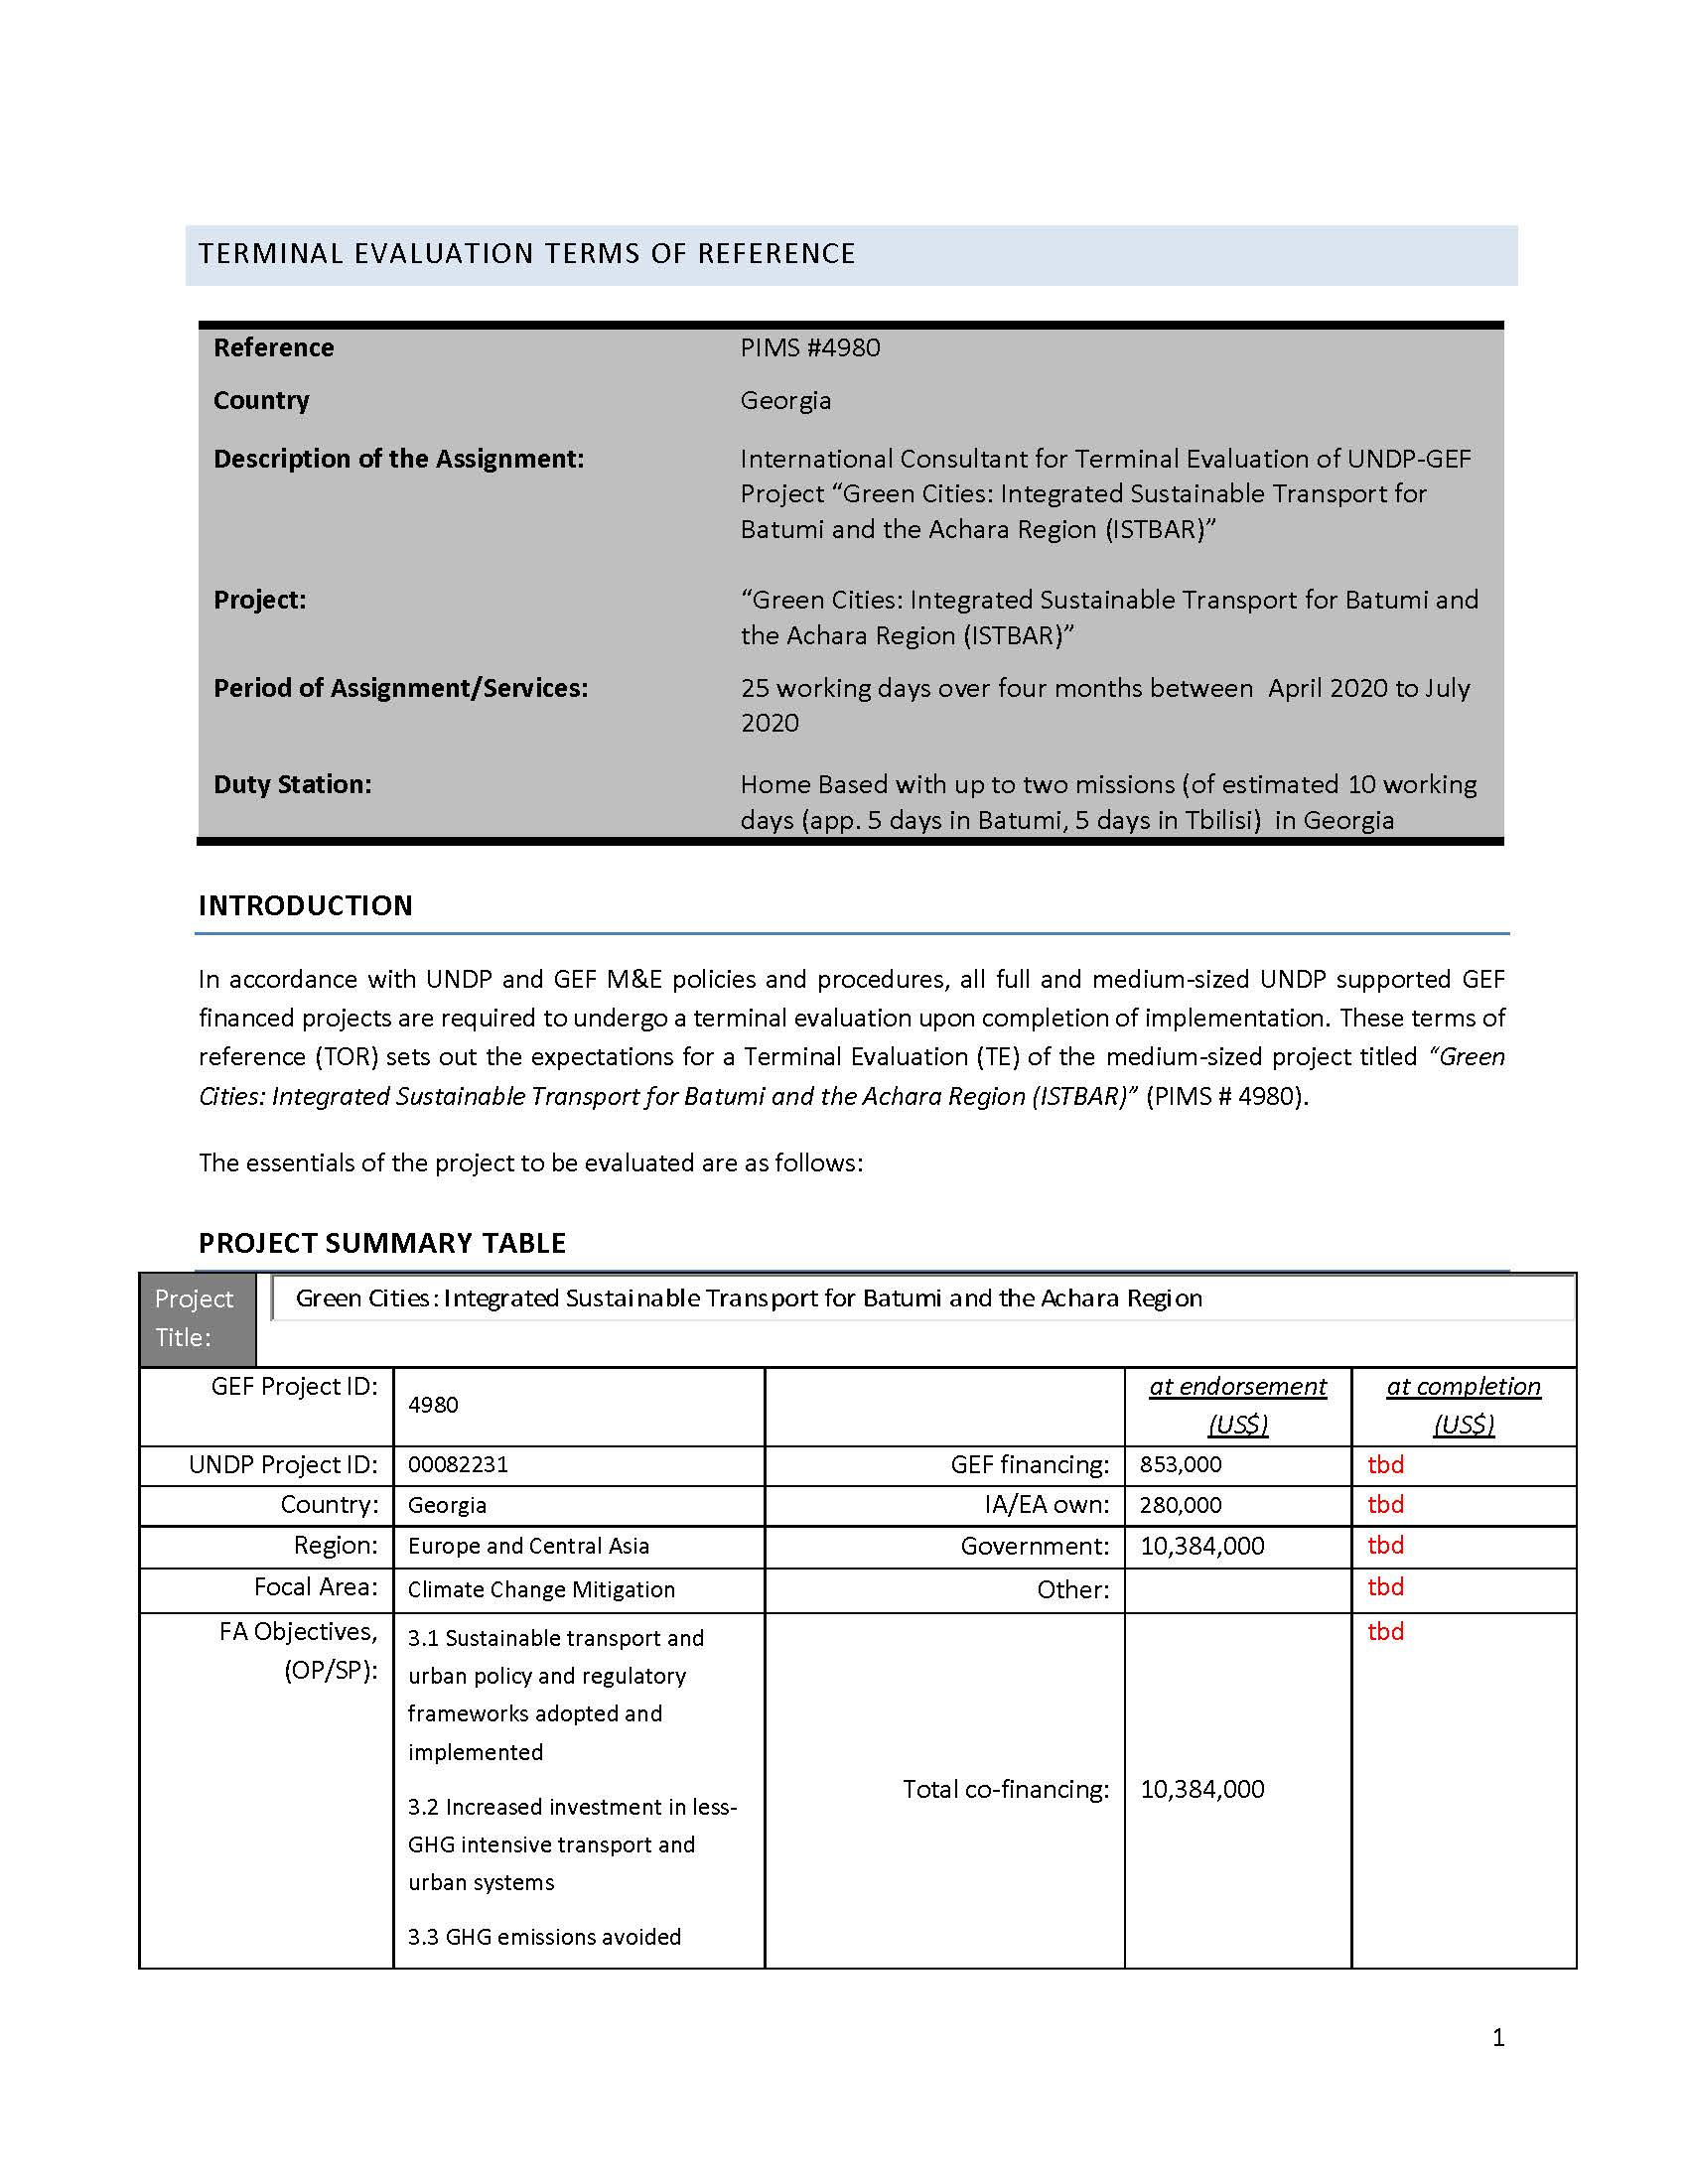 TERMINAL EVALUATION TERMS OF REFERENCE
Reference PIMS #4980
Country Georgia
Description of the Assignment: International Consultant for Terminal Evaluation of UNDP-GEF
Project “Green Cities: Integrated Sustainable Transport for
Batumi and the Achara Region (ISTBAR)”
Project: “Green Cities: Integrated Sustainable Transport for Batumi and
the Achara Region (ISTBAR)”
Period of Assignment/Services: 25 working days over four months between April 2020 to July
2020
Duty Station: Home Based with up to two missions (of estimated 10 working
days (app. 5 days in Batumi, 5 days in Tbilisi) in Georgia
INTRODUCTION
In accordance with UNDP and GEF M&E policies and procedures, all full and medium-sized UNDP supported GEF
financed projects are required to undergo a terminal evaluation upon completion of implementation. These terms of
reference (TOR) sets out the expectations for a Terminal Evaluation (TE) of the medium-sized project titled “Green
Cities: Integrated Sustainable Transport for Batumi and the Achara Region (ISTBAR)” (PIMS # 4980).
The essentials of the project to be evaluated are as follows:
PROJECT SUMMARY TABLE
Project
Title:
Green Cities: Integrated Sustainable Transport for Batumi and the Achara Region
GEF Project ID: 4980
at endorsement
(US$)
at completion
(US$)
UNDP Project ID: 00082231 GEF financing: 853,000 tbd
Country: Georgia IA/EA own: 280,000 tbd
Region: Europe and Central Asia Government: 10,384,000 tbd
Focal Area: Climate Change Mitigation Other: tbd
FA Objectives,
(OP/SP):
3.1 Sustainable transport and
urban policy and regulatory
frameworks adopted and
implemented
3.2 Increased investment in less-
GHG intensive transport and
urban systems
3.3 GHG emissions avoided
Total co-financing: 10,384,000 tbd
1